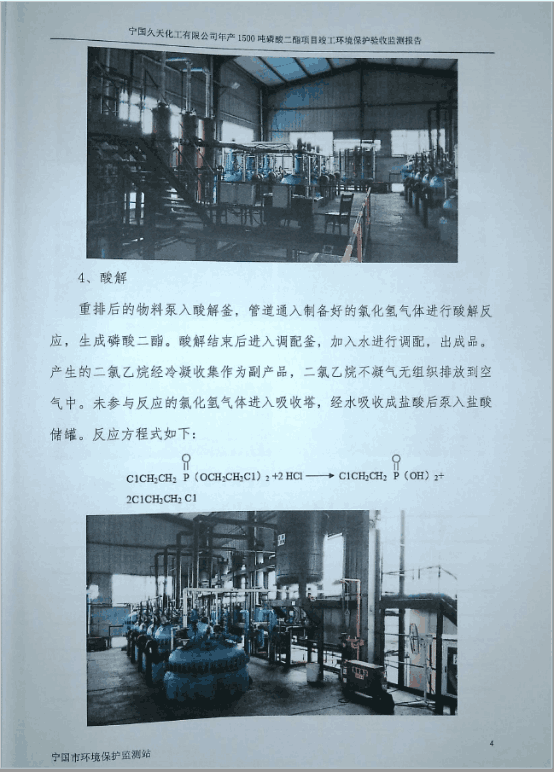 宁国久天化工有限公司年产1500吨磷酸二酯项目竣工环境保护验收监测报告
4、酸解
重排后的物料泵入酸解釜，管道通入制备好的氯化氢气体进行酸解反
应，生成磷酸二酯。酸解结束后进入调配釜，加入水进行调配，出成品。
产生的二氯乙烷经冷凝收集作为副产品，二氯乙烷不凝气无组织排放到空
气中。未参与反应的氯化氢气体进入吸收塔，经水吸收成盐酸后泵入盐酸
储罐。反应方程式如下：
O O
C1CH₂CH₂ P (OCH₂CH₂C1) ₂ +2 HCl ⟶ C1CH₂CH₂ P (OH) ₂+
2C1CH₂CH₂ C1
4
宁国市环境保护监测站